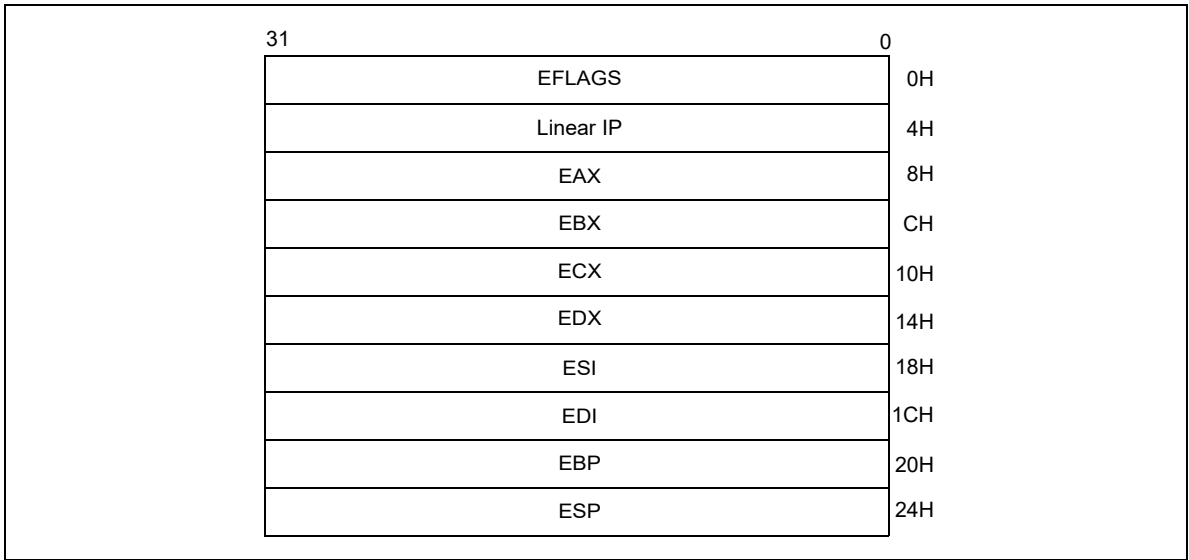 31 0
EFLAGS 0H
Linear IP 4H
EAX 8H
EBX CH
ECX 10H
EDX 14H
ESI 18H
EDI 1CH
EBP 20H
ESP 24H